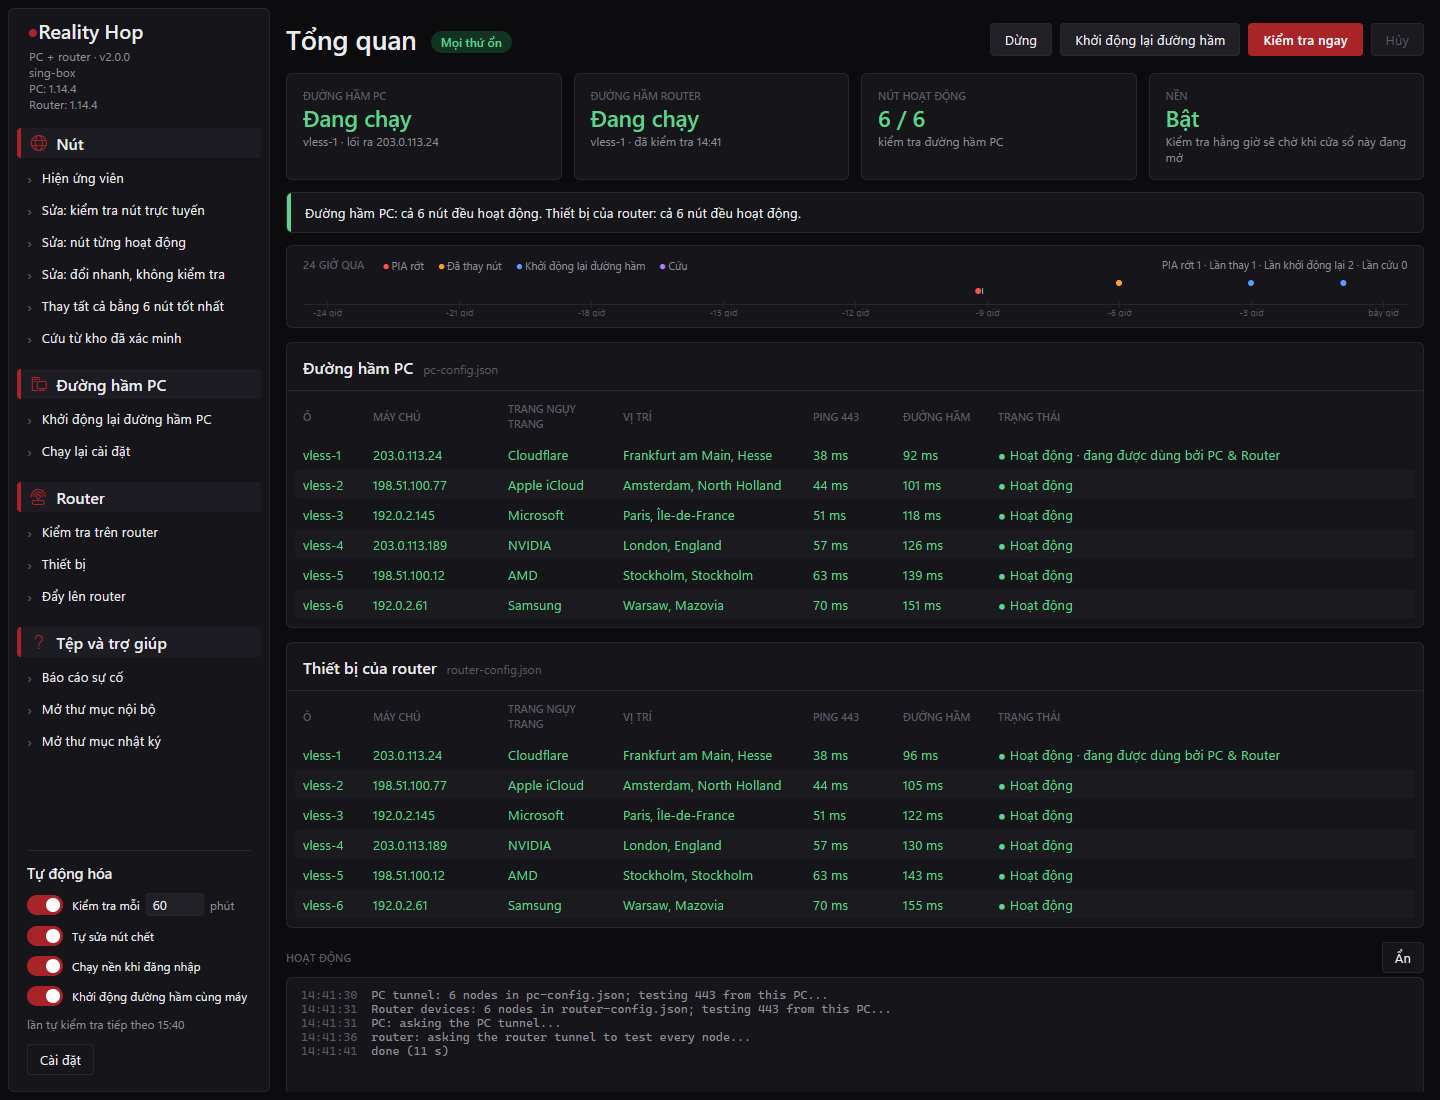 Reality Hop
PC + router · v2.0.0
sing-box
PC: 1.14.4
Router: 1.14.4
Nút
Hiện ứng viên
Sửa: kiểm tra nút trực tuyến
Sửa: nút từng hoạt động
Sửa: đổi nhanh, không kiểm tra
Thay tất cả bằng 6 nút tốt nhất
Cứu từ kho đã xác minh
Đường hầm PC
Khởi động lại đường hầm PC
Chạy lại cài đặt
Router
Kiểm tra trên router
Thiết bị
Đẩy lên router
Tệp và trợ giúp
Báo cáo sự cố
Mở thư mục nội bộ
Mở thư mục nhật ký
Tự động hóa
Kiểm tra mỗi 60 phút
Tự sửa nút chết
Chạy nền khi đăng nhập
Khởi động đường hầm cùng máy
lần tự kiểm tra tiếp theo 15:40
Cài đặt
Tổng quan Mọi thứ ổn
Dừng Khởi động lại đường hầm Kiểm tra ngay Hủy
ĐƯỜNG HẦM PC
Đang chạy
vless-1 · lối ra 203.0.113.24
ĐƯỜNG HẦM ROUTER
Đang chạy
vless-1 · đã kiểm tra 14:41
NÚT HOẠT ĐỘNG
6 / 6
kiểm tra đường hầm PC
NỀN
Bật
Kiểm tra hằng giờ sẽ chờ khi cửa sổ này đang
mở
Đường hầm PC: cả 6 nút đều hoạt động. Thiết bị của router: cả 6 nút đều hoạt động.
24 GIỜ QUA PIA rớt Đã thay nút Khởi động lại đường hầm Cứu PIA rớt 1 · Lần thay 1 · Lần khởi động lại 2 · Lần cứu 0
-24 giờ -21 giờ -18 giờ -15 giờ -12 giờ -9 giờ -6 giờ -3 giờ bây giờ
Đường hầm PC pc-config.json
Ô MÁY CHỦ TRANG NGỤY TRANG VỊ TRÍ PING 443 ĐƯỜNG HẦM TRẠNG THÁI
vless-1 203.0.113.24 Cloudflare Frankfurt am Main, Hesse 38 ms 92 ms ● Hoạt động · đang được dùng bởi PC & Router
vless-2 198.51.100.77 Apple iCloud Amsterdam, North Holland 44 ms 101 ms ● Hoạt động
vless-3 192.0.2.145 Microsoft Paris, Île-de-France 51 ms 118 ms ● Hoạt động
vless-4 203.0.113.189 NVIDIA London, England 57 ms 126 ms ● Hoạt động
vless-5 198.51.100.12 AMD Stockholm, Stockholm 63 ms 139 ms ● Hoạt động
vless-6 192.0.2.61 Samsung Warsaw, Mazovia 70 ms 151 ms ● Hoạt động
Thiết bị của router router-config.json
Ô MÁY CHỦ TRANG NGỤY TRANG VỊ TRÍ PING 443 ĐƯỜNG HẦM TRẠNG THÁI
vless-1 203.0.113.24 Cloudflare Frankfurt am Main, Hesse 38 ms 96 ms ● Hoạt động · đang được dùng bởi PC & Router
vless-2 198.51.100.77 Apple iCloud Amsterdam, North Holland 44 ms 105 ms ● Hoạt động
vless-3 192.0.2.145 Microsoft Paris, Île-de-France 51 ms 122 ms ● Hoạt động
vless-4 203.0.113.189 NVIDIA London, England 57 ms 130 ms ● Hoạt động
vless-5 198.51.100.12 AMD Stockholm, Stockholm 63 ms 143 ms ● Hoạt động
vless-6 192.0.2.61 Samsung Warsaw, Mazovia 70 ms 155 ms ● Hoạt động
HOẠT ĐỘNG Ẩn
14:41:30 PC tunnel: 6 nodes in pc-config.json; testing 443 from this PC...
14:41:31 Router devices: 6 nodes in router-config.json; testing 443 from this PC...
14:41:31 PC: asking the PC tunnel...
14:41:36 router: asking the router tunnel to test every node...
14:41:41 done (11 s)